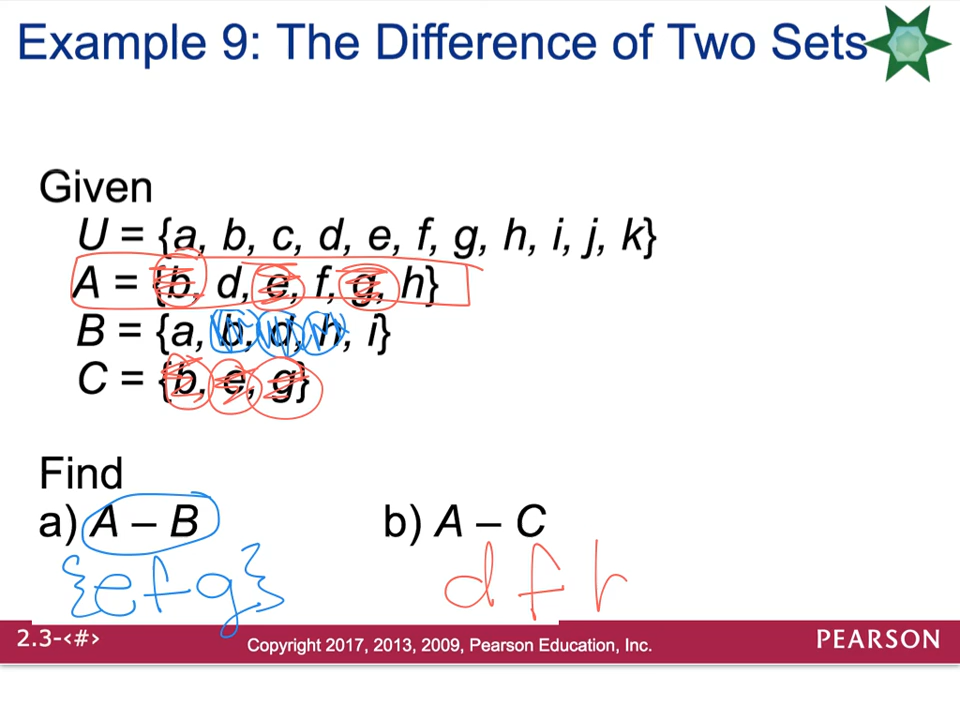 Example 9: The Difference of Two Sets
Given
U = {a, b, c, d, e, f, g, h, i, j, k}
A = {b, d, e, f, g, h}
B = {a, b, d, h, i}
C = {b, e, g}
Find
a) A – B b) A – C
{efg} d f h
2.3-<#> Copyright 2017, 2013, 2009, Pearson Education, Inc. PEARSON